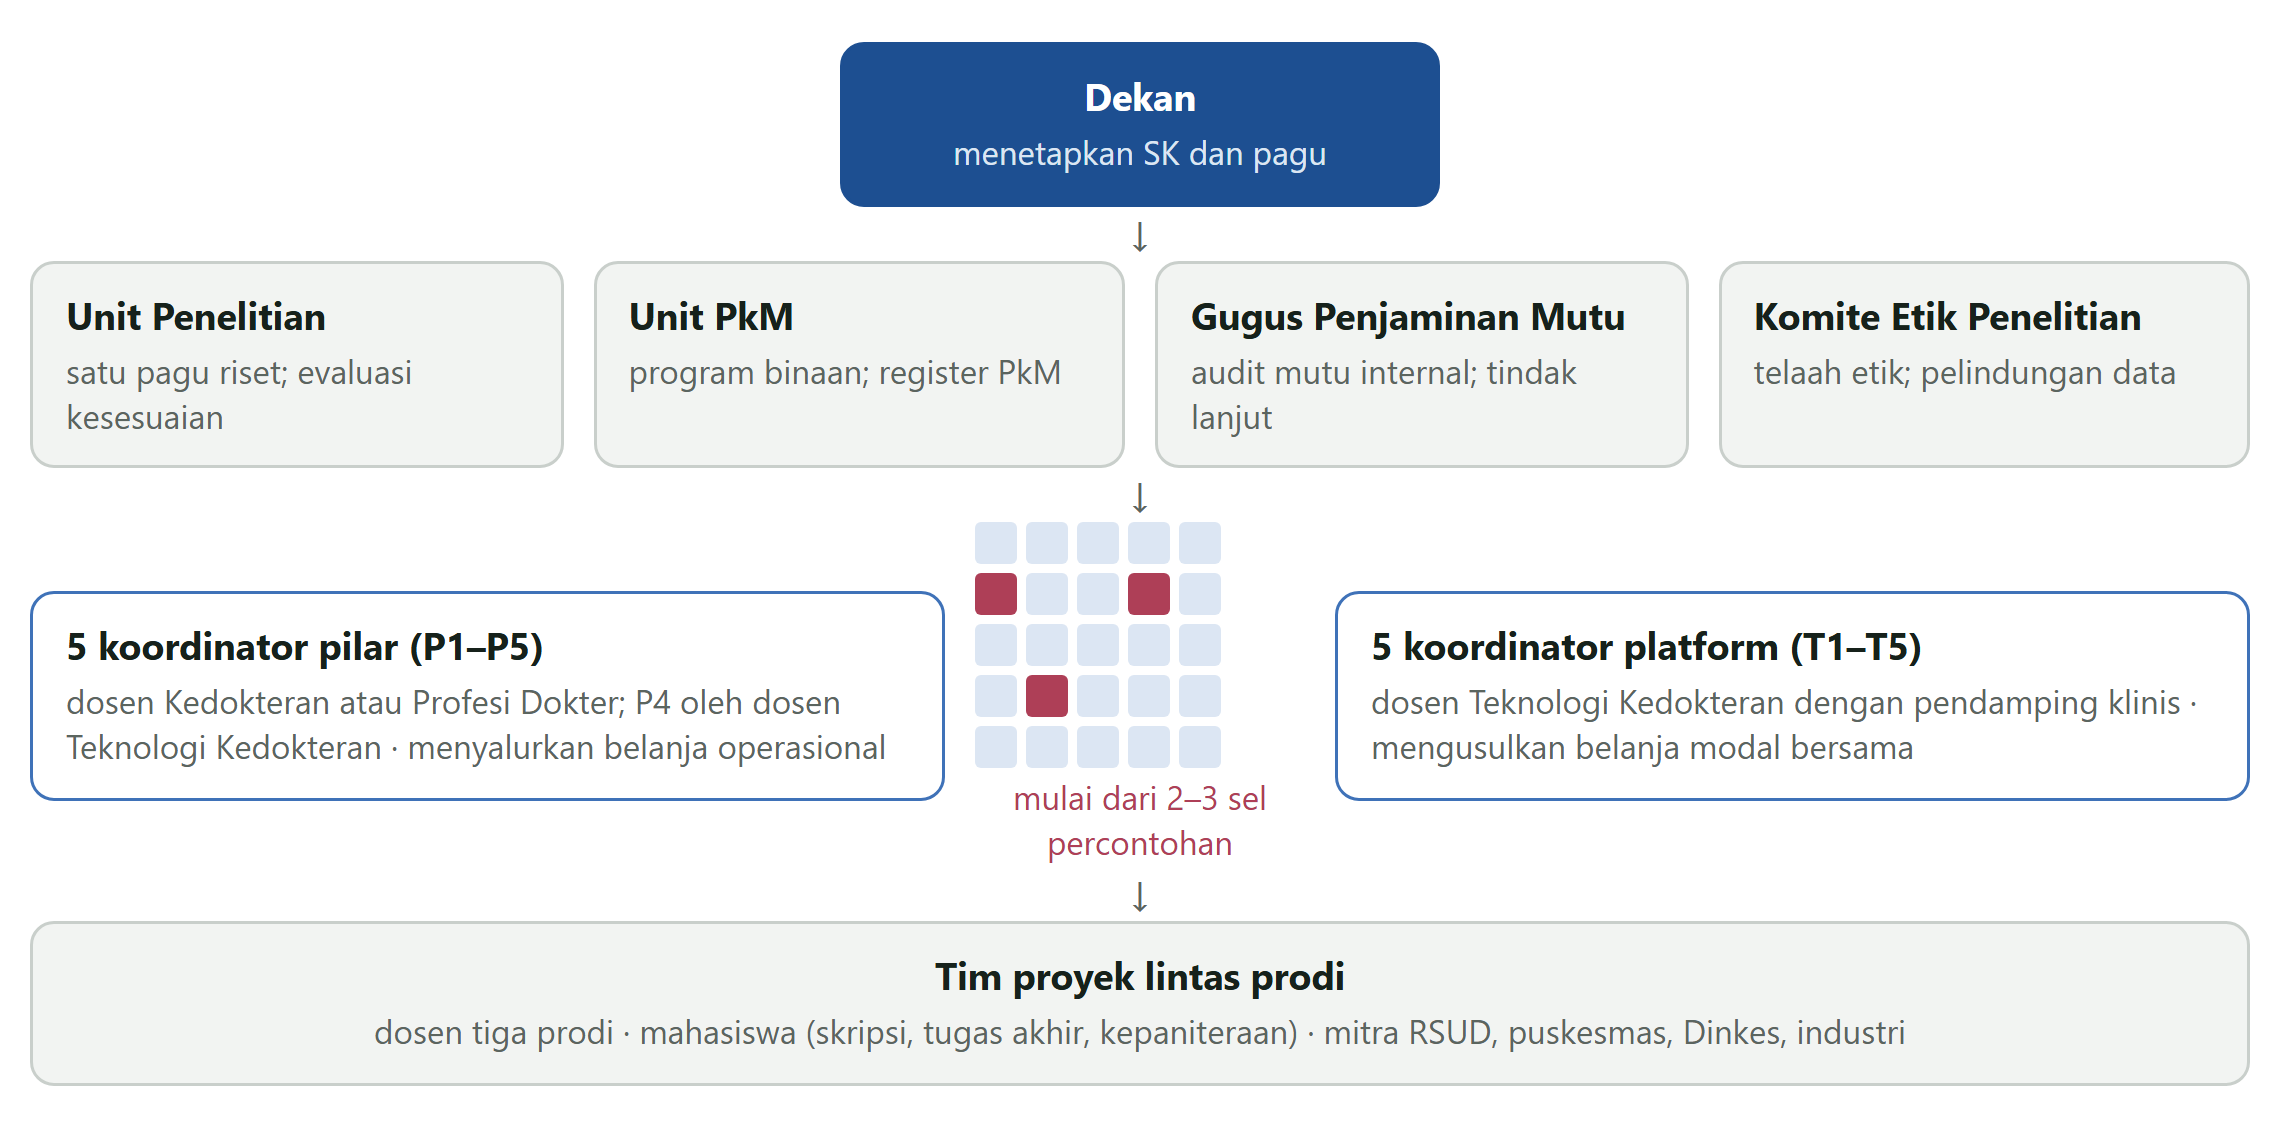 Dekan
menetapkan SK dan pagu
↓
Unit Penelitian
satu pagu riset; evaluasi
kesesuaian
Unit PkM
program binaan; register PkM
Gugus Penjaminan Mutu
audit mutu internal; tindak
lanjut
Komite Etik Penelitian
telaah etik; pelindungan data
↓
5 koordinator pilar (P1–P5)
dosen Kedokteran atau Profesi Dokter; P4 oleh dosen
Teknologi Kedokteran · menyalurkan belanja operasional
mulai dari 2–3 sel
percontohan
5 koordinator platform (T1–T5)
dosen Teknologi Kedokteran dengan pendamping klinis ·
mengusulkan belanja modal bersama
↓
Tim proyek lintas prodi
dosen tiga prodi · mahasiswa (skripsi, tugas akhir, kepaniteraan) · mitra RSUD, puskesmas, Dinkes, industri